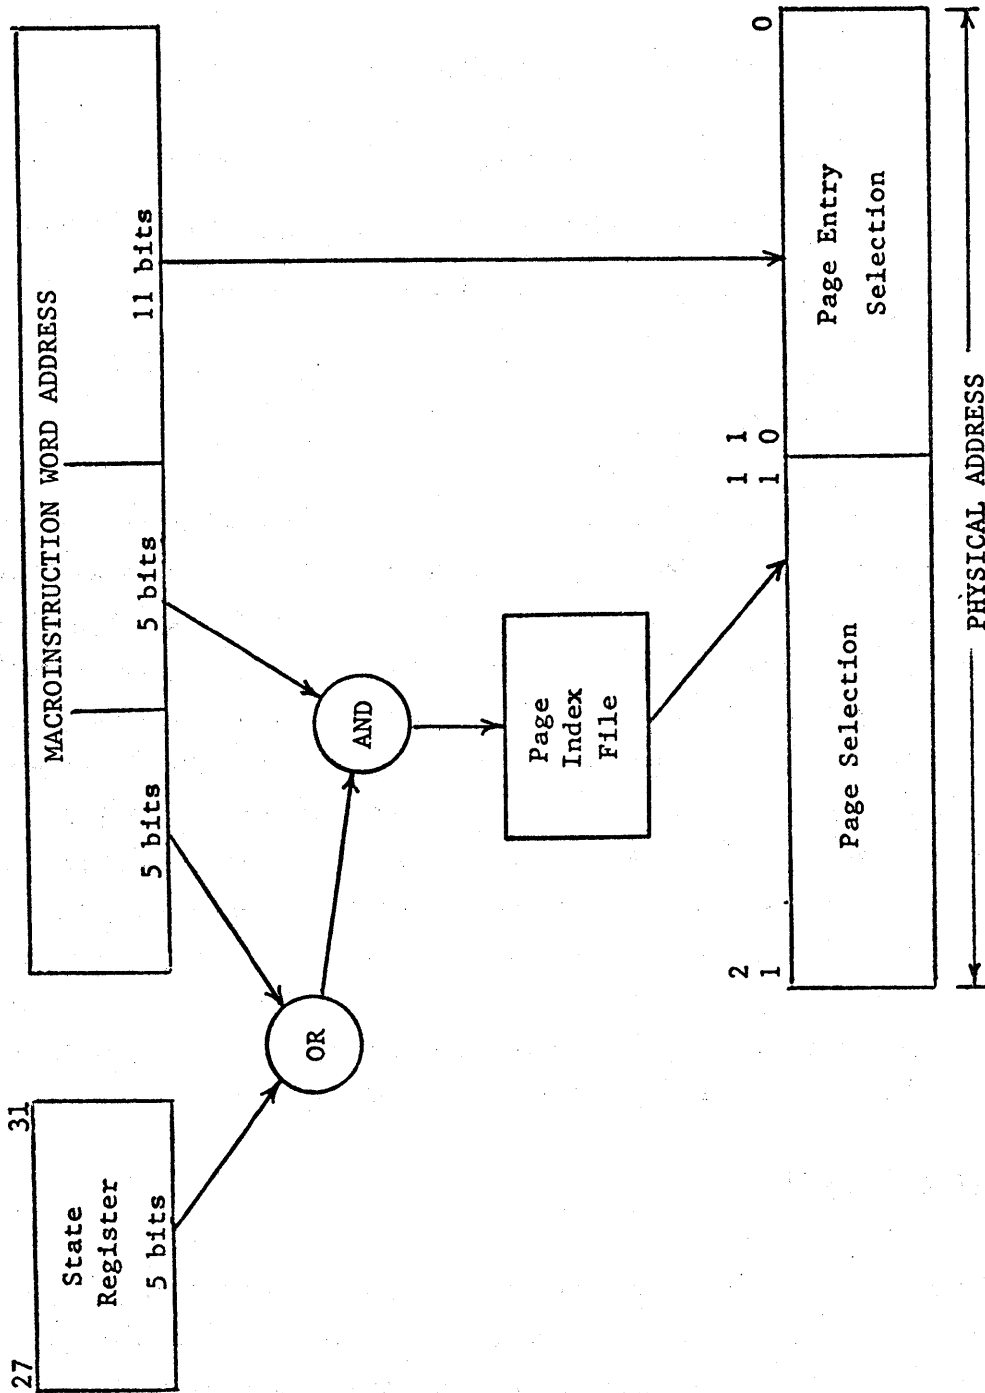 27 31
State
Register
5 bits
MACROINSTRUCTION WORD ADDRESS
5 bits
5 bits
11 bits
OR
AND
Page
Index
File
2 1 1 0
1 1 0
Page Selection
Page Entry
Selection
PHYSICAL ADDRESS